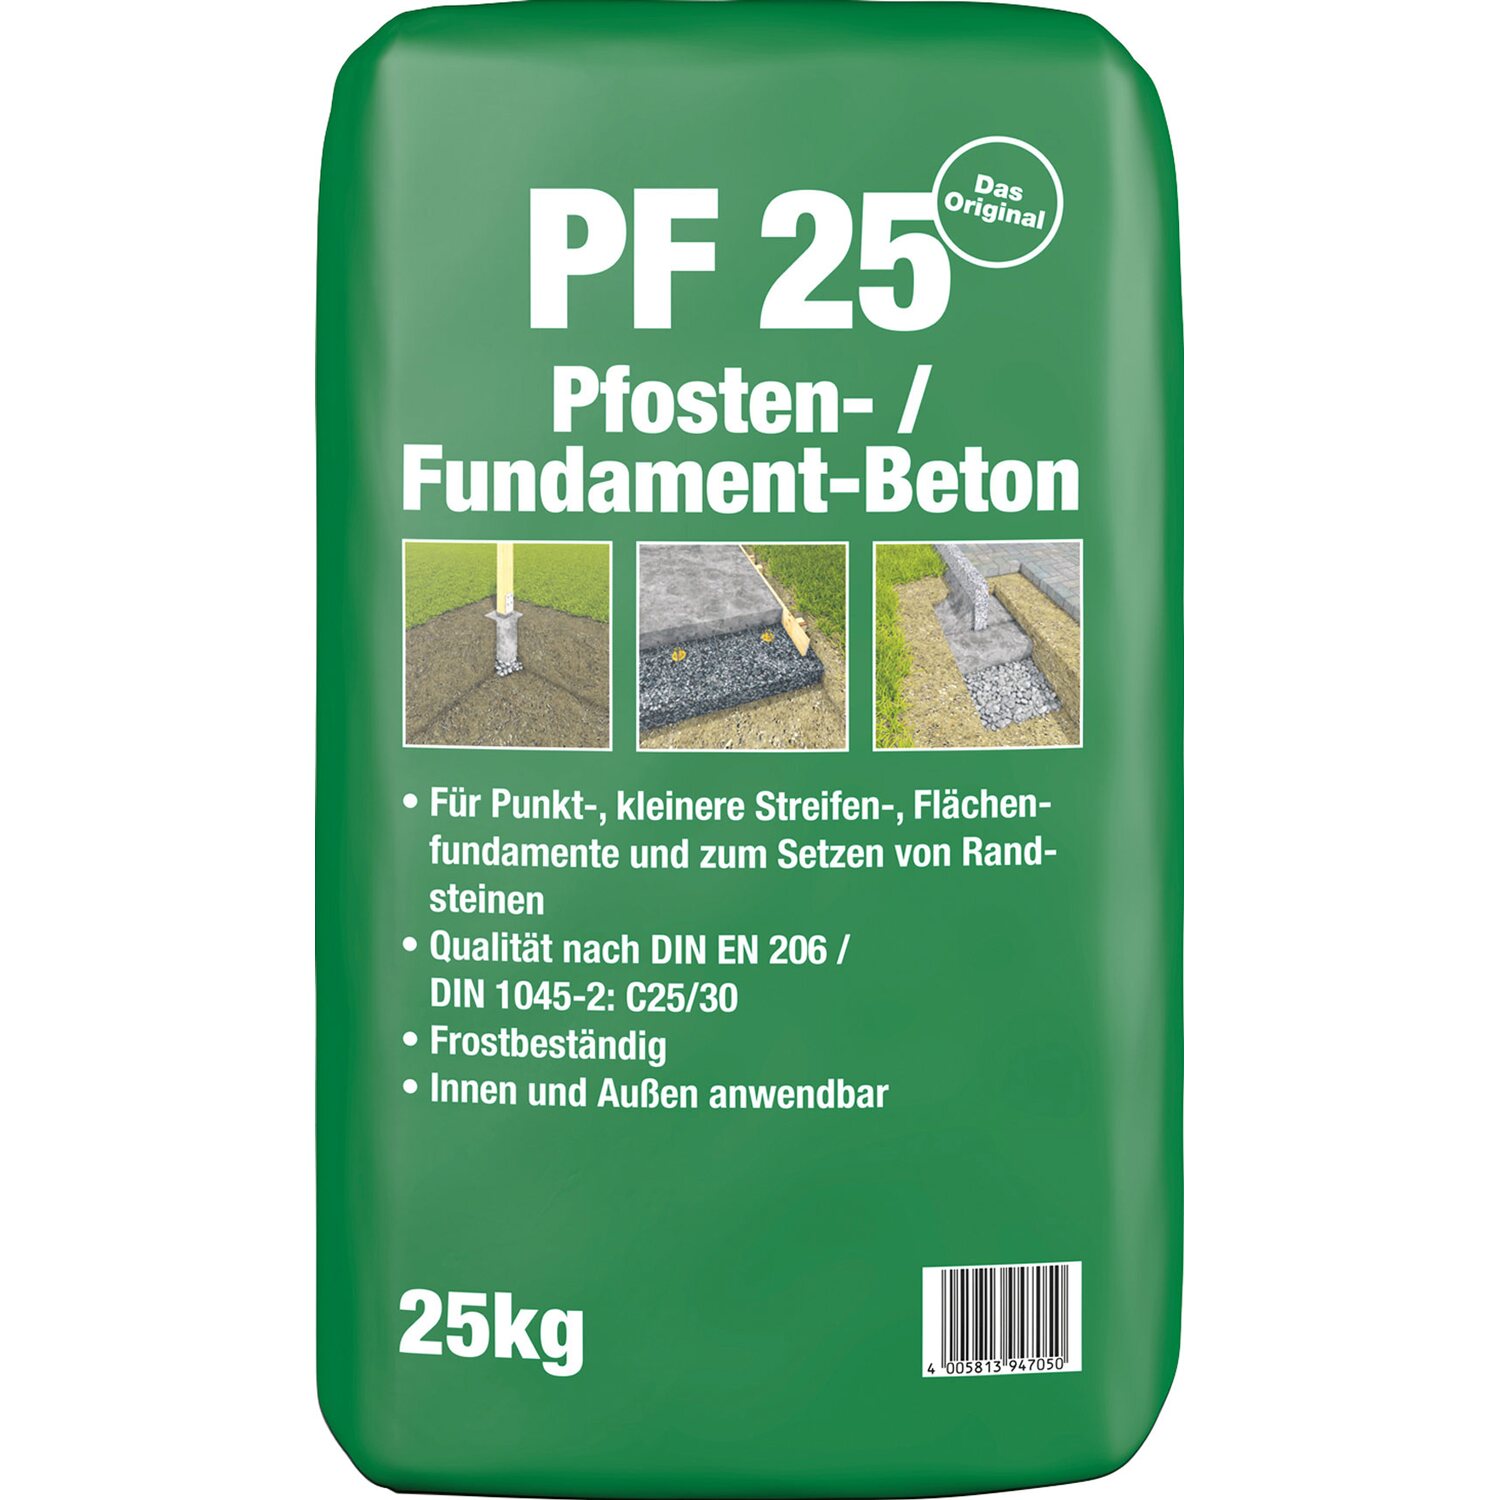 PF 25
Das
Original
Pfosten- /
Fundament-Beton
• Für Punkt-, kleinere Streifen-, Flächen-
fundamente und zum Setzen von Rand-
steinen
• Qualität nach DIN EN 206 /
DIN 1045-2: C25/30
• Frostbeständig
• Innen und Außen anwendbar
25kg
4 005813 947050